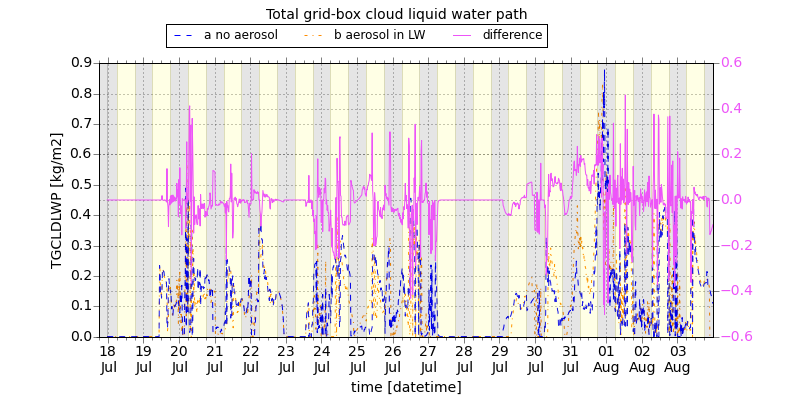 Total grid-box cloud liquid water path
a no aerosol b aerosol in LW difference
TGCLDLWP [kg/m2]
0.9
0.8
0.7
0.6
0.5
0.4
0.3
0.2
0.1
0.0
0.6
0.4
0.2
0.0
−0.2
−0.4
−0.6
18 19 20 21 22 23 24 25 26 27 28 29 30 31 01 02 03
Jul Jul Jul Jul Jul Jul Jul Jul Jul Jul Jul Jul Jul Jul Aug Aug Aug
time [datetime]